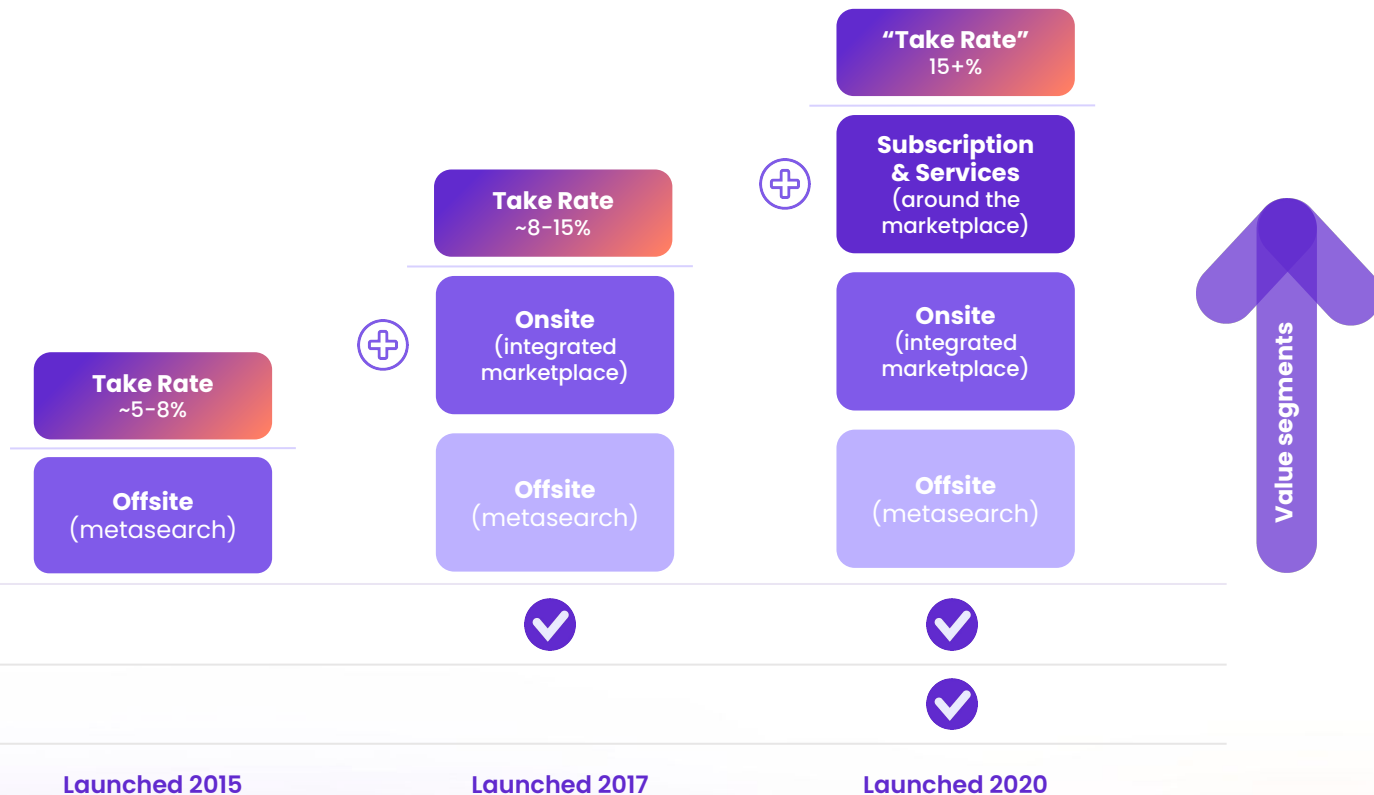 Take Rate
~5-8%
Offsite
(metasearch)
Launched 2015
Take Rate
~8-15%
Onsite
(integrated
marketplace)
Offsite
(metasearch)
Launched 2017
“Take Rate”
15+%
Subscription
& Services
(around the
marketplace)
Onsite
(integrated
marketplace)
Offsite
(metasearch)
Launched 2020
Value segments